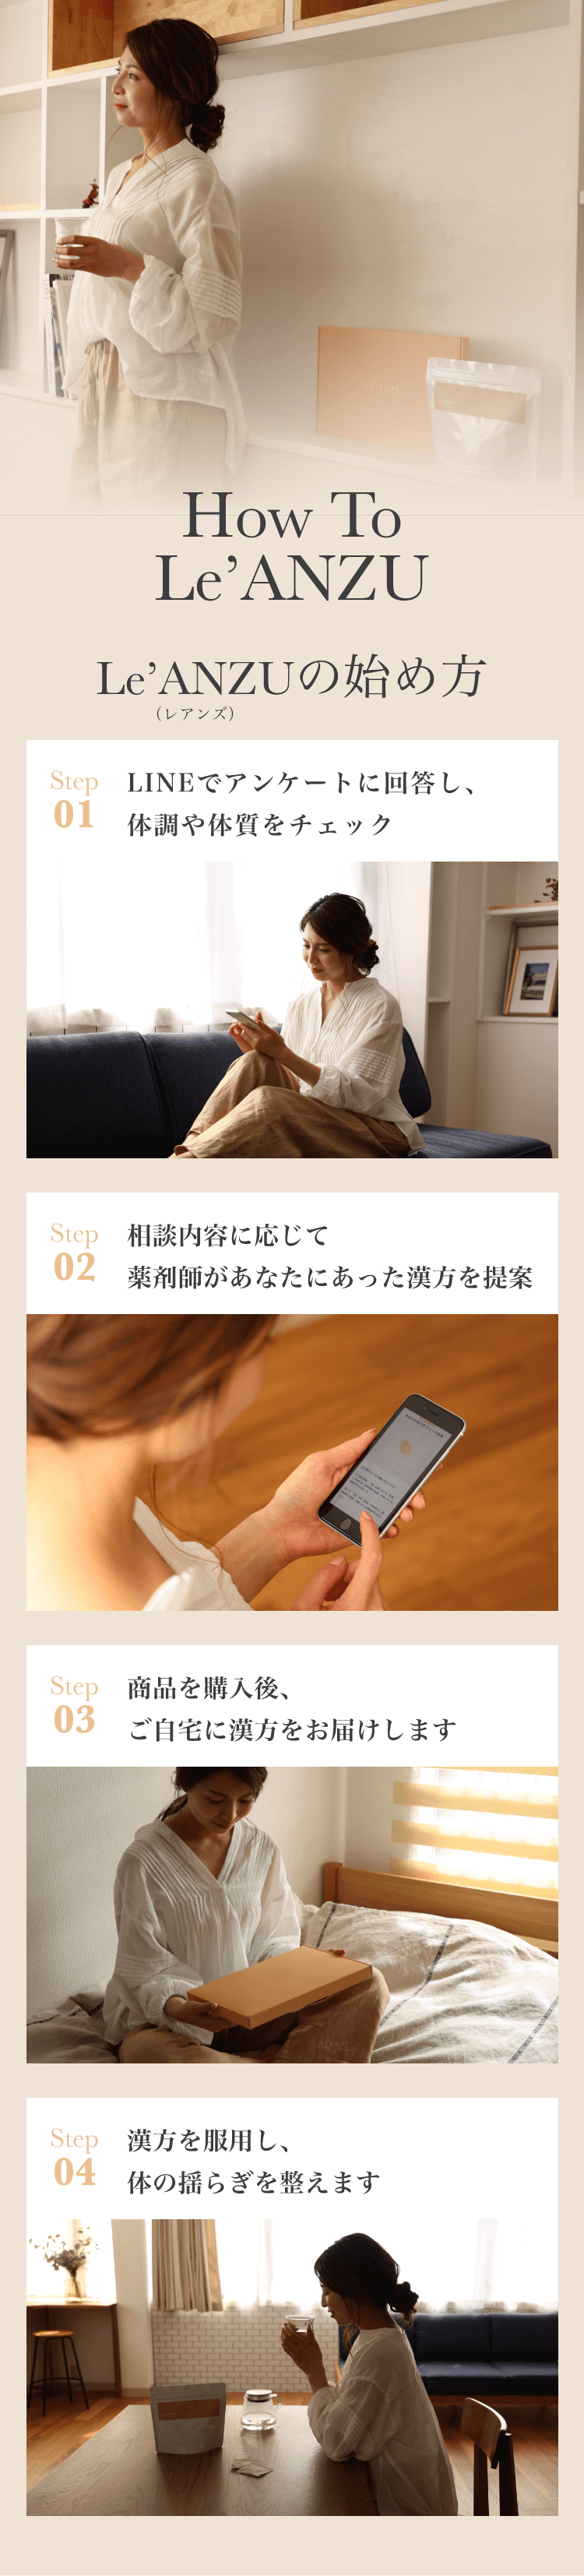 How To
Le’ANZU
Le’ANZUの始め方
（レアンズ）
Step
01
LINEでアンケートに回答し、
体調や体質をチェック
Step
02
相談内容に応じて
薬剤師があなたにあった漢方を提案
Step
03
商品を購入後、
ご自宅に漢方をお届けします
Step
04
漢方を服用し、
体の揺らぎを整えます